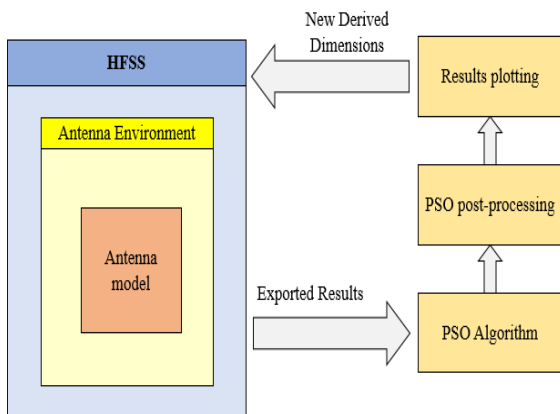 New Derived
Dimensions
HFSS
Results plotting
Antenna Environment
PSO post-processing
Antenna
model
Exported Results
PSO Algorithm